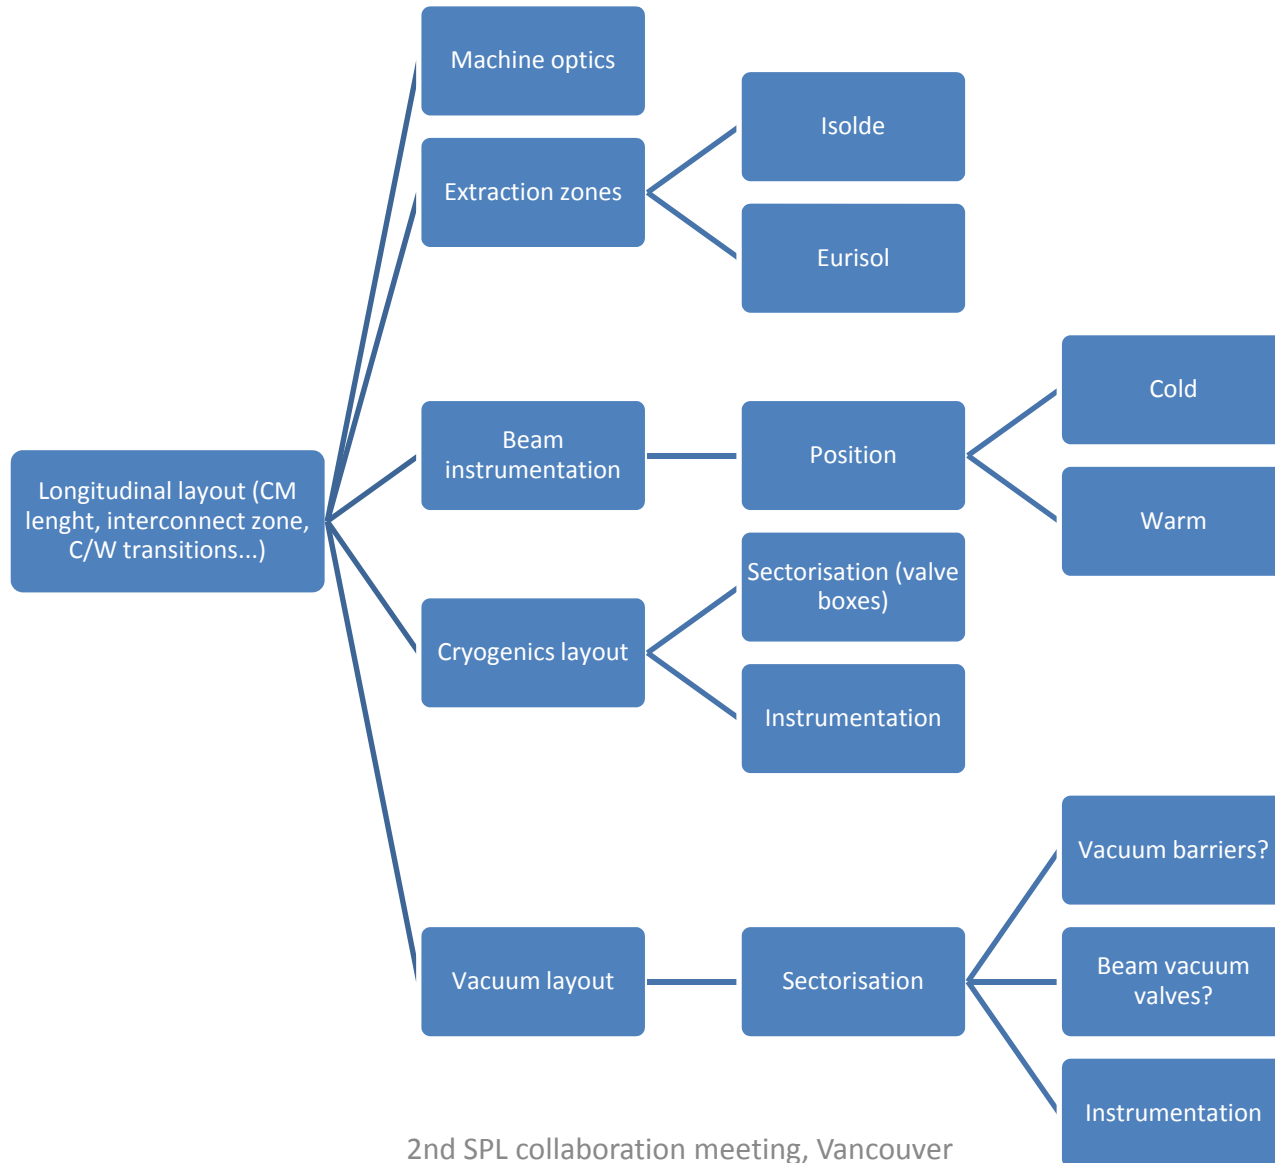 Machine optics
Isolde
Extraction zones
Eurisol
Cold
Beam
instrumentation
Position
Longitudinal layout (CM
lenght, interconnect zone,
C/W transitions...)
Warm
Sectorisation (valve
boxes)
Cryogenics layout
Instrumentation
Vacuum barriers?
Vacuum layout
Sectorisation
Beam vacuum
valves?
Instrumentation
2nd SPL collaboration meeting, Vancouver